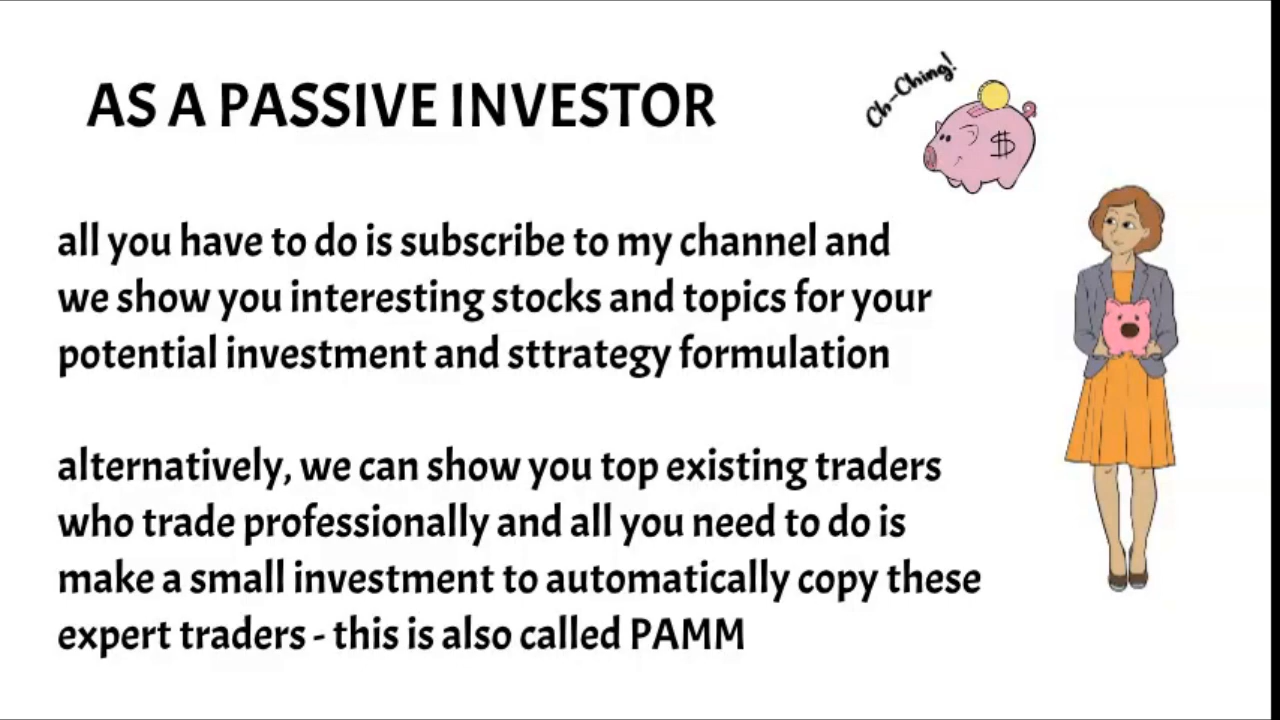 AS A PASSIVE INVESTOR
Ch-Ching!
$
all you have to do is subscribe to my channel and
we show you interesting stocks and topics for your
potential investment and sttrategy formulation
alternatively, we can show you top existing traders
who trade professionally and all you need to do is
make a small investment to automatically copy these
expert traders - this is also called PAMM